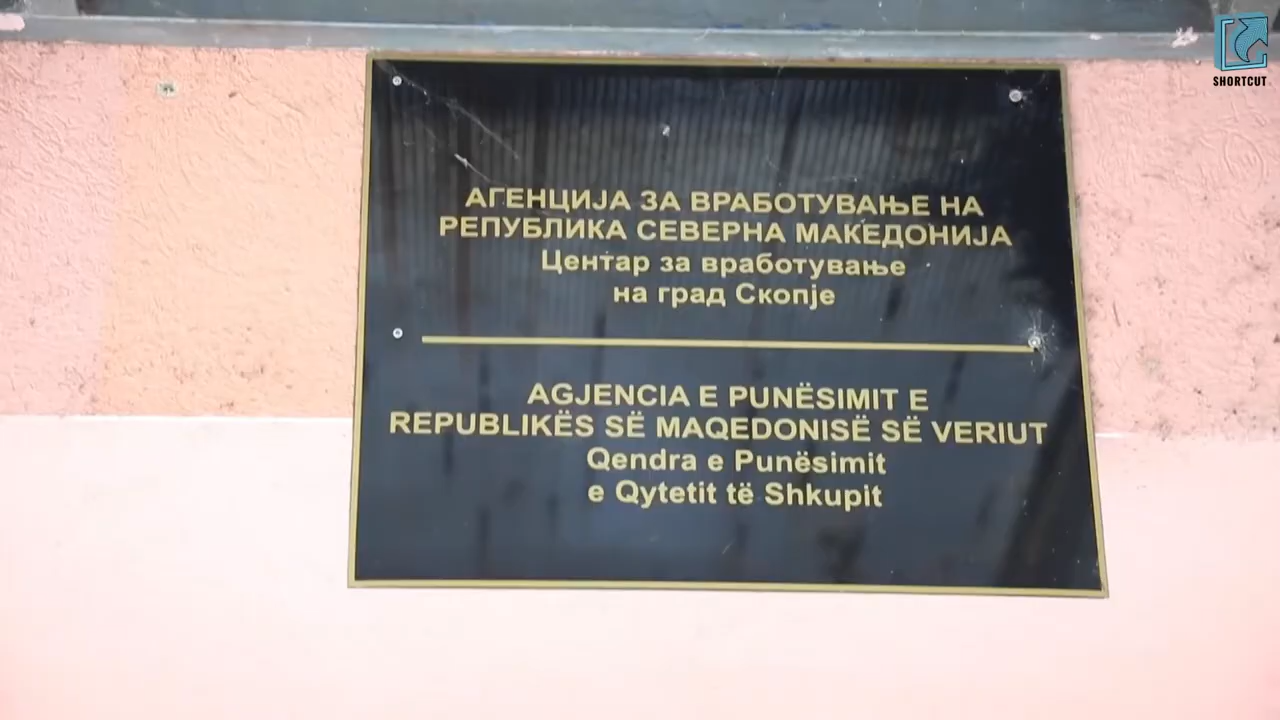 SHORTCUT
АГЕНЦИЈА ЗА ВРАБОТУВАЊЕ НА
РЕПУБЛИКА СЕВЕРНА МАКЕДОНИЈА
Центар за вработување
на град Скопје
AGJENCIA E PUNËSIMIT E
REPUBLIKËS SË MAQEDONISË SË VERIUT
Qendra e Punësimit
e Qytetit të Shkupit